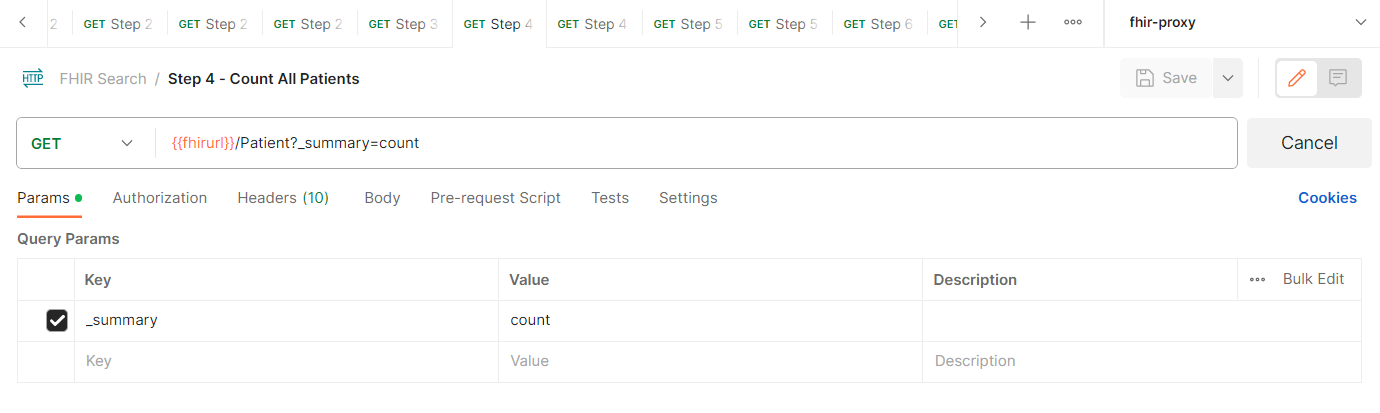 2 GET Step 2 GET Step 2 GET Step 2 GET Step 3 GET Step 4 GET Step 4 GET Step 5 GET Step 5 GET Step 6 GET fhir-proxy
HTTP FHIR Search / Step 4 - Count All Patients Save
GET {{fhirurl}}/Patient?_summary=count Cancel
Params Authorization Headers (10) Body Pre-request Script Tests Settings Cookies
Query Params
Key Value Description Bulk Edit
_summary count
Key Value Description